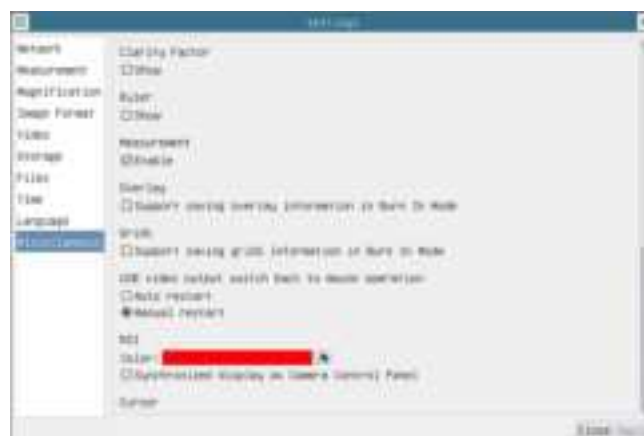 Settings
Network
Measurement
Magnification
Image Format
Video
Storage
Files
Time
Language
Miscellaneous
Clarity Factor
Show
Ruler
Show
Measurement
Enable
Overlay
Support saving overlay information in Burn In Mode
Grids
Support saving grids information in Burn In Mode
USB video output switch back to mouse operation
Auto restart
Manual restart
ROI
Color:
Synchronized display as Camera Control Panel
Cursor
Close